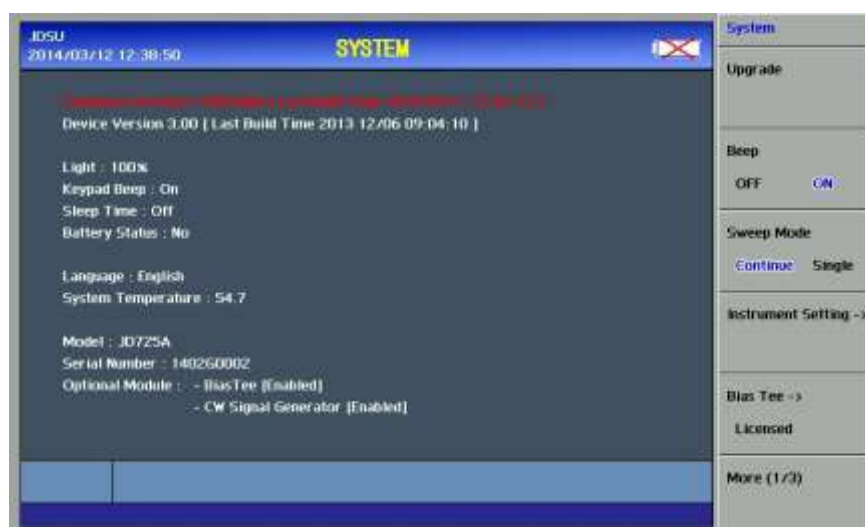 JDSU
2014/03/12 12:38:50
SYSTEM
Device Version 3.00 [ Last Build Time 2013 12/06 09:04:10 ]
Light : 100%
Keypad Beep : On
Sleep Time : Off
Battery Status : No
Language : English
System Temperature : 54.7
Model : JD725A
Serial Number : 140260002
Optional Module : - BiasTee [Enabled]
- CW Signal Generator [Enabled]
System
Upgrade
Beep
OFF ON
Sweep Mode
Continue Single
Instrument Setting ->
Bias Tee ->
Licensed
More (1/3)